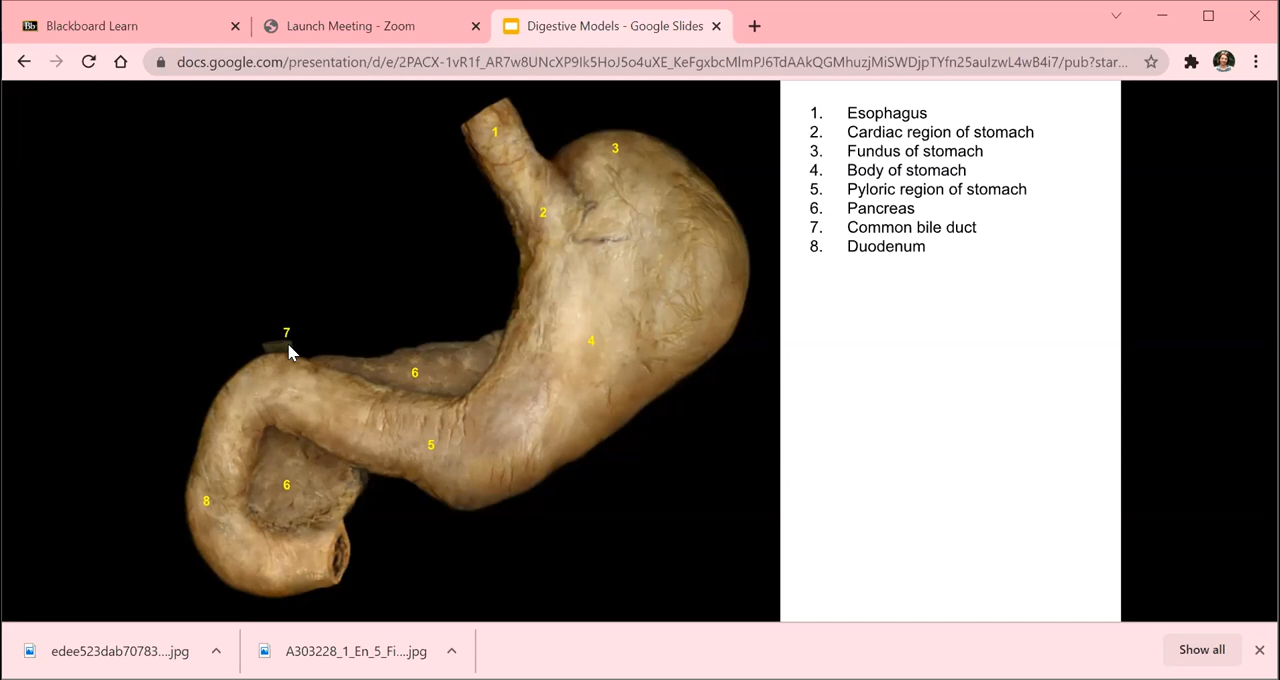 Blackboard Learn
Launch Meeting - Zoom
Digestive Models - Google Slides
docs.google.com/presentation/d/e/2PACX-1vR1f_AR7w8UNcXP9Ik5HoJ5o4uXE_KeFgxbcMlmPJ6TdAAkQGMhuzjMiSWDjpTYfn25auIzwL4wB4i7/pub?star...
1
2
3
4
5
6
7
6
8
1. Esophagus
2. Cardiac region of stomach
3. Fundus of stomach
4. Body of stomach
5. Pyloric region of stomach
6. Pancreas
7. Common bile duct
8. Duodenum
edee523dab70783....jpg
A303228_1_En_5_Fi....jpg
Show all